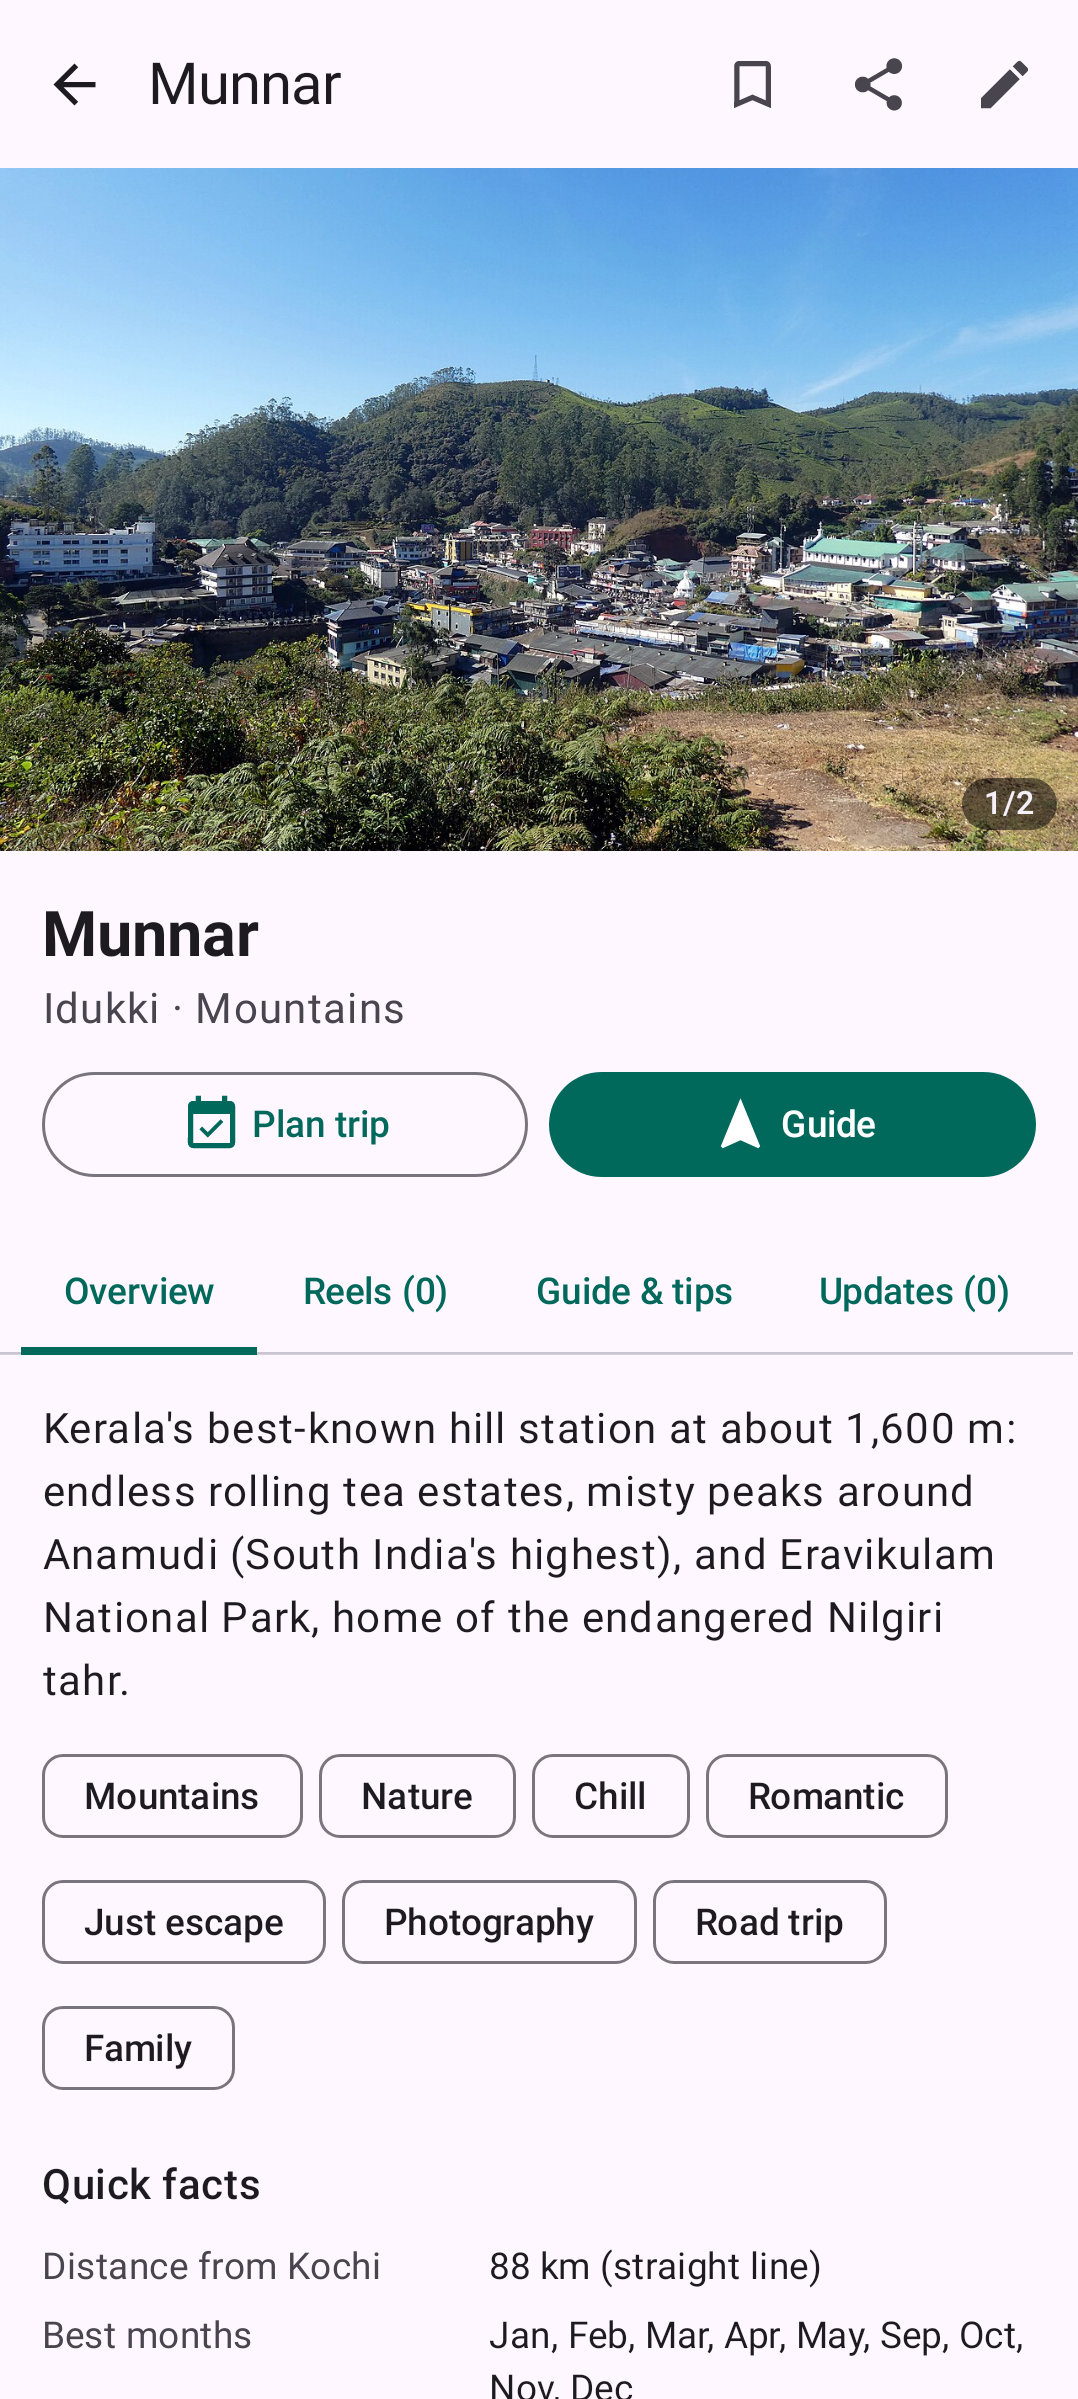 Munnar
1/2
Munnar
Idukki · Mountains
Plan trip
Guide
Overview
Reels (0)
Guide & tips
Updates (0)
Kerala's best-known hill station at about 1,600 m:
endless rolling tea estates, misty peaks around
Anamudi (South India's highest), and Eravikulam
National Park, home of the endangered Nilgiri
tahr.
Mountains
Nature
Chill
Romantic
Just escape
Photography
Road trip
Family
Quick facts
Distance from Kochi
88 km (straight line)
Best months
Jan, Feb, Mar, Apr, May, Sep, Oct,
Nov, Dec